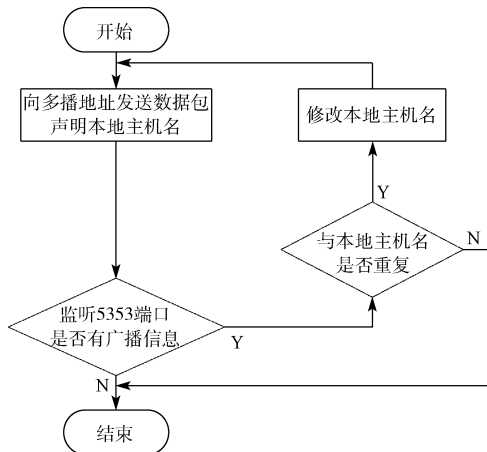 开始
向多播地址发送数据包
声明本地主机名
修改本地主机名
Y
与本地主机名
是否重复
N
监听5353端口
是否有广播信息
Y
N
结束